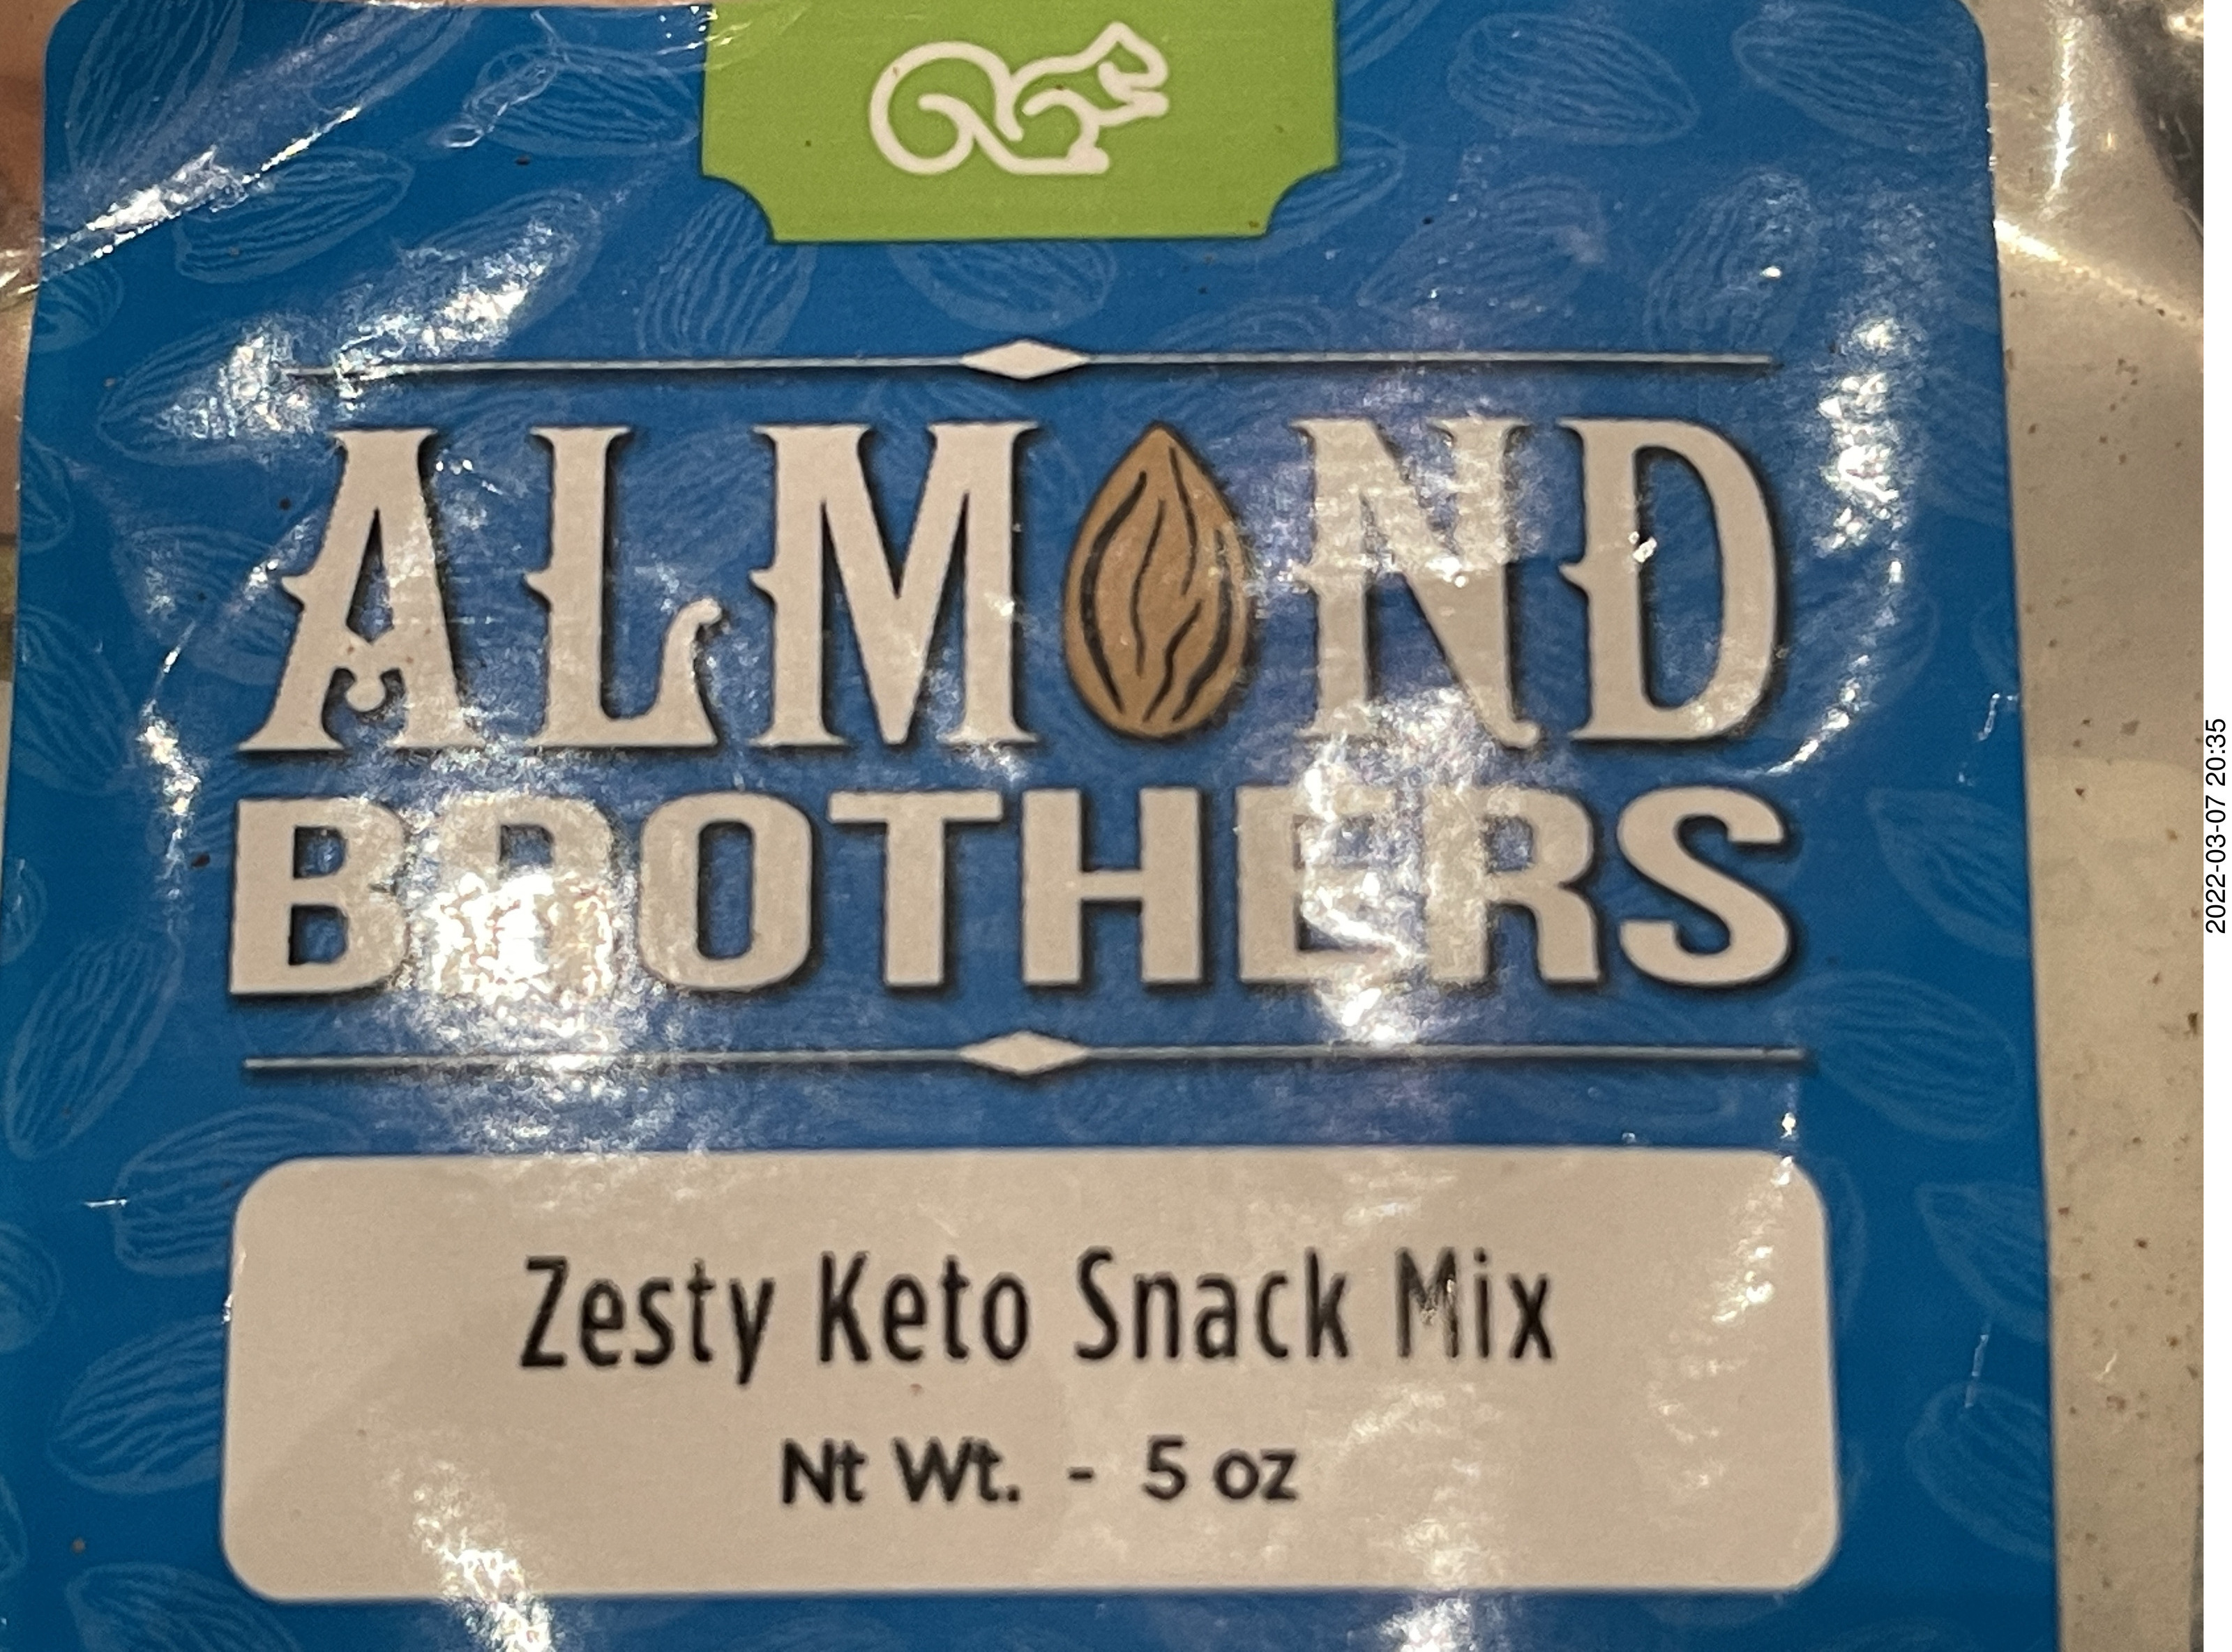 ALMOND
BROTHERS
Zesty Keto Snack Mix
Nt Wt. - 5 oz
2022-03-07 20:35